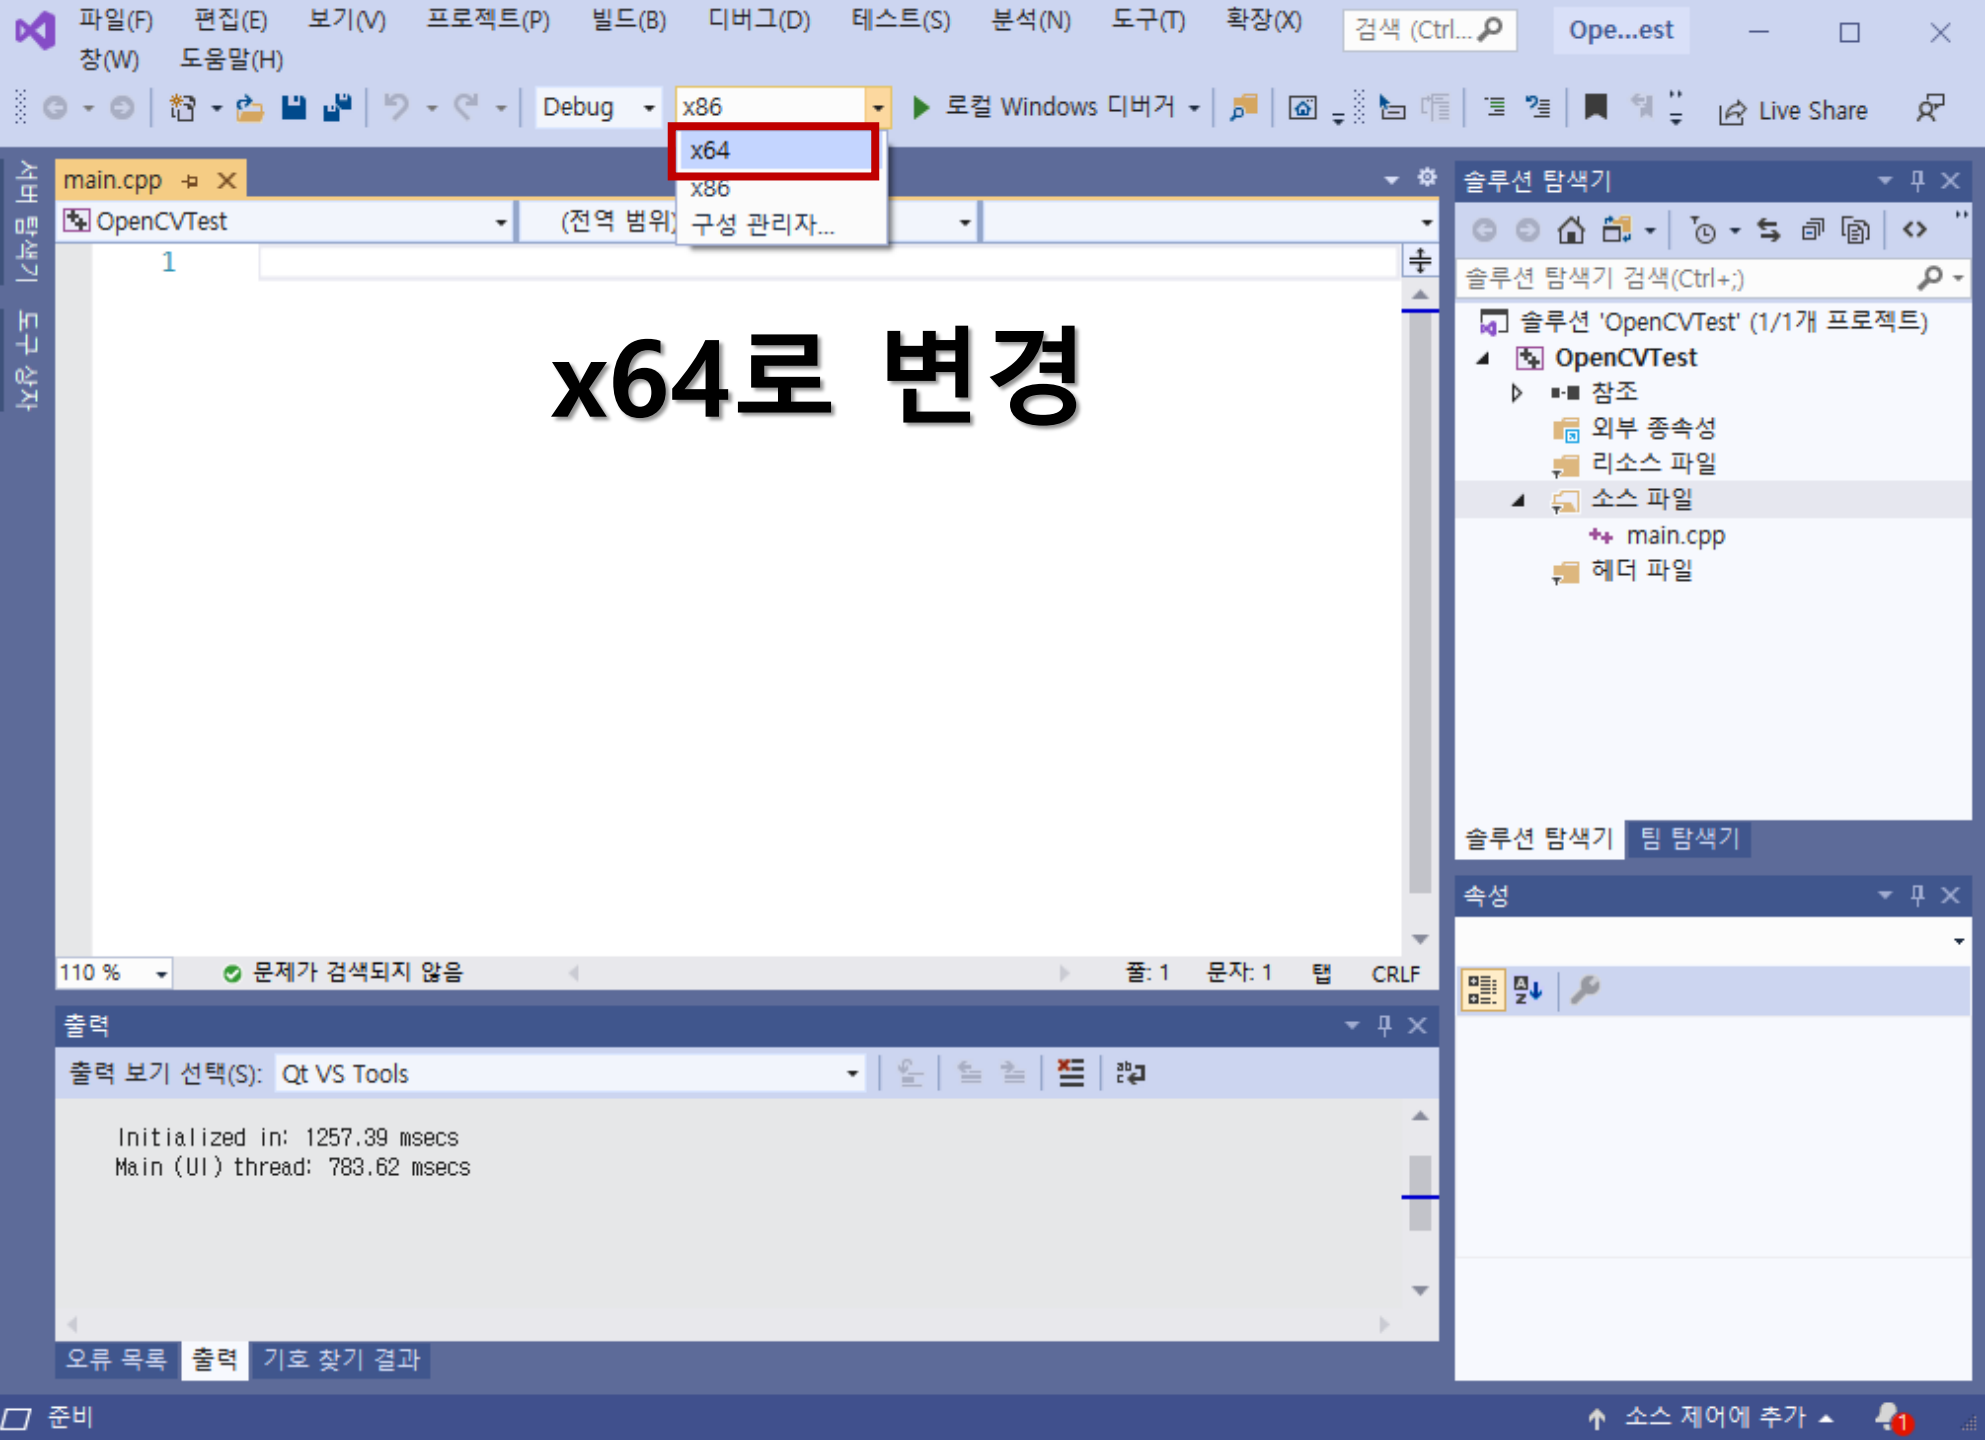 파일(F) 편집(E) 보기(V) 프로젝트(P) 빌드(B) 디버그(D) 테스트(S) 분석(N) 도구(T) 확장(X) 검색 (Ctrl... Ope...est
창(W) 도움말(H)
Debug x86 로컬 Windows 디버거 Live Share
x64
x86
구성 관리자...
서버 탐색기
도구 상자
main.cpp
OpenCVTest (전역 범위)
1
x64로 변경
110 % 문제가 검색되지 않음 줄: 1 문자: 1 탭 CRLF
출력
출력 보기 선택(S): Qt VS Tools
Initialized in: 1257.39 msecs
Main (UI) thread: 783.62 msecs
오류 목록 출력 기호 찾기 결과
솔루션 탐색기
솔루션 탐색기 검색(Ctrl+;)
솔루션 'OpenCVTest' (1/1개 프로젝트)
OpenCVTest
참조
외부 종속성
리소스 파일
소스 파일
main.cpp
헤더 파일
솔루션 탐색기 팀 탐색기
속성
준비 소스 제어에 추가 1